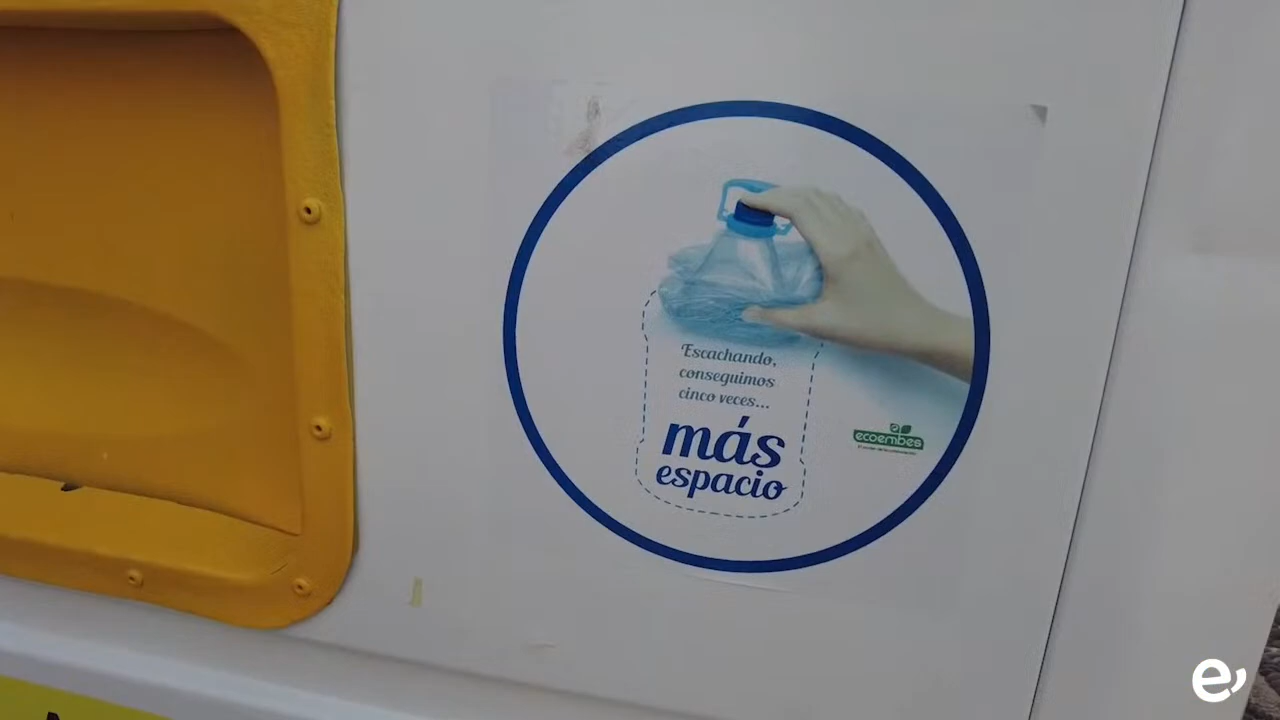 Escachando,
conseguimos
cinco veces...
más
espacio
ecoembes